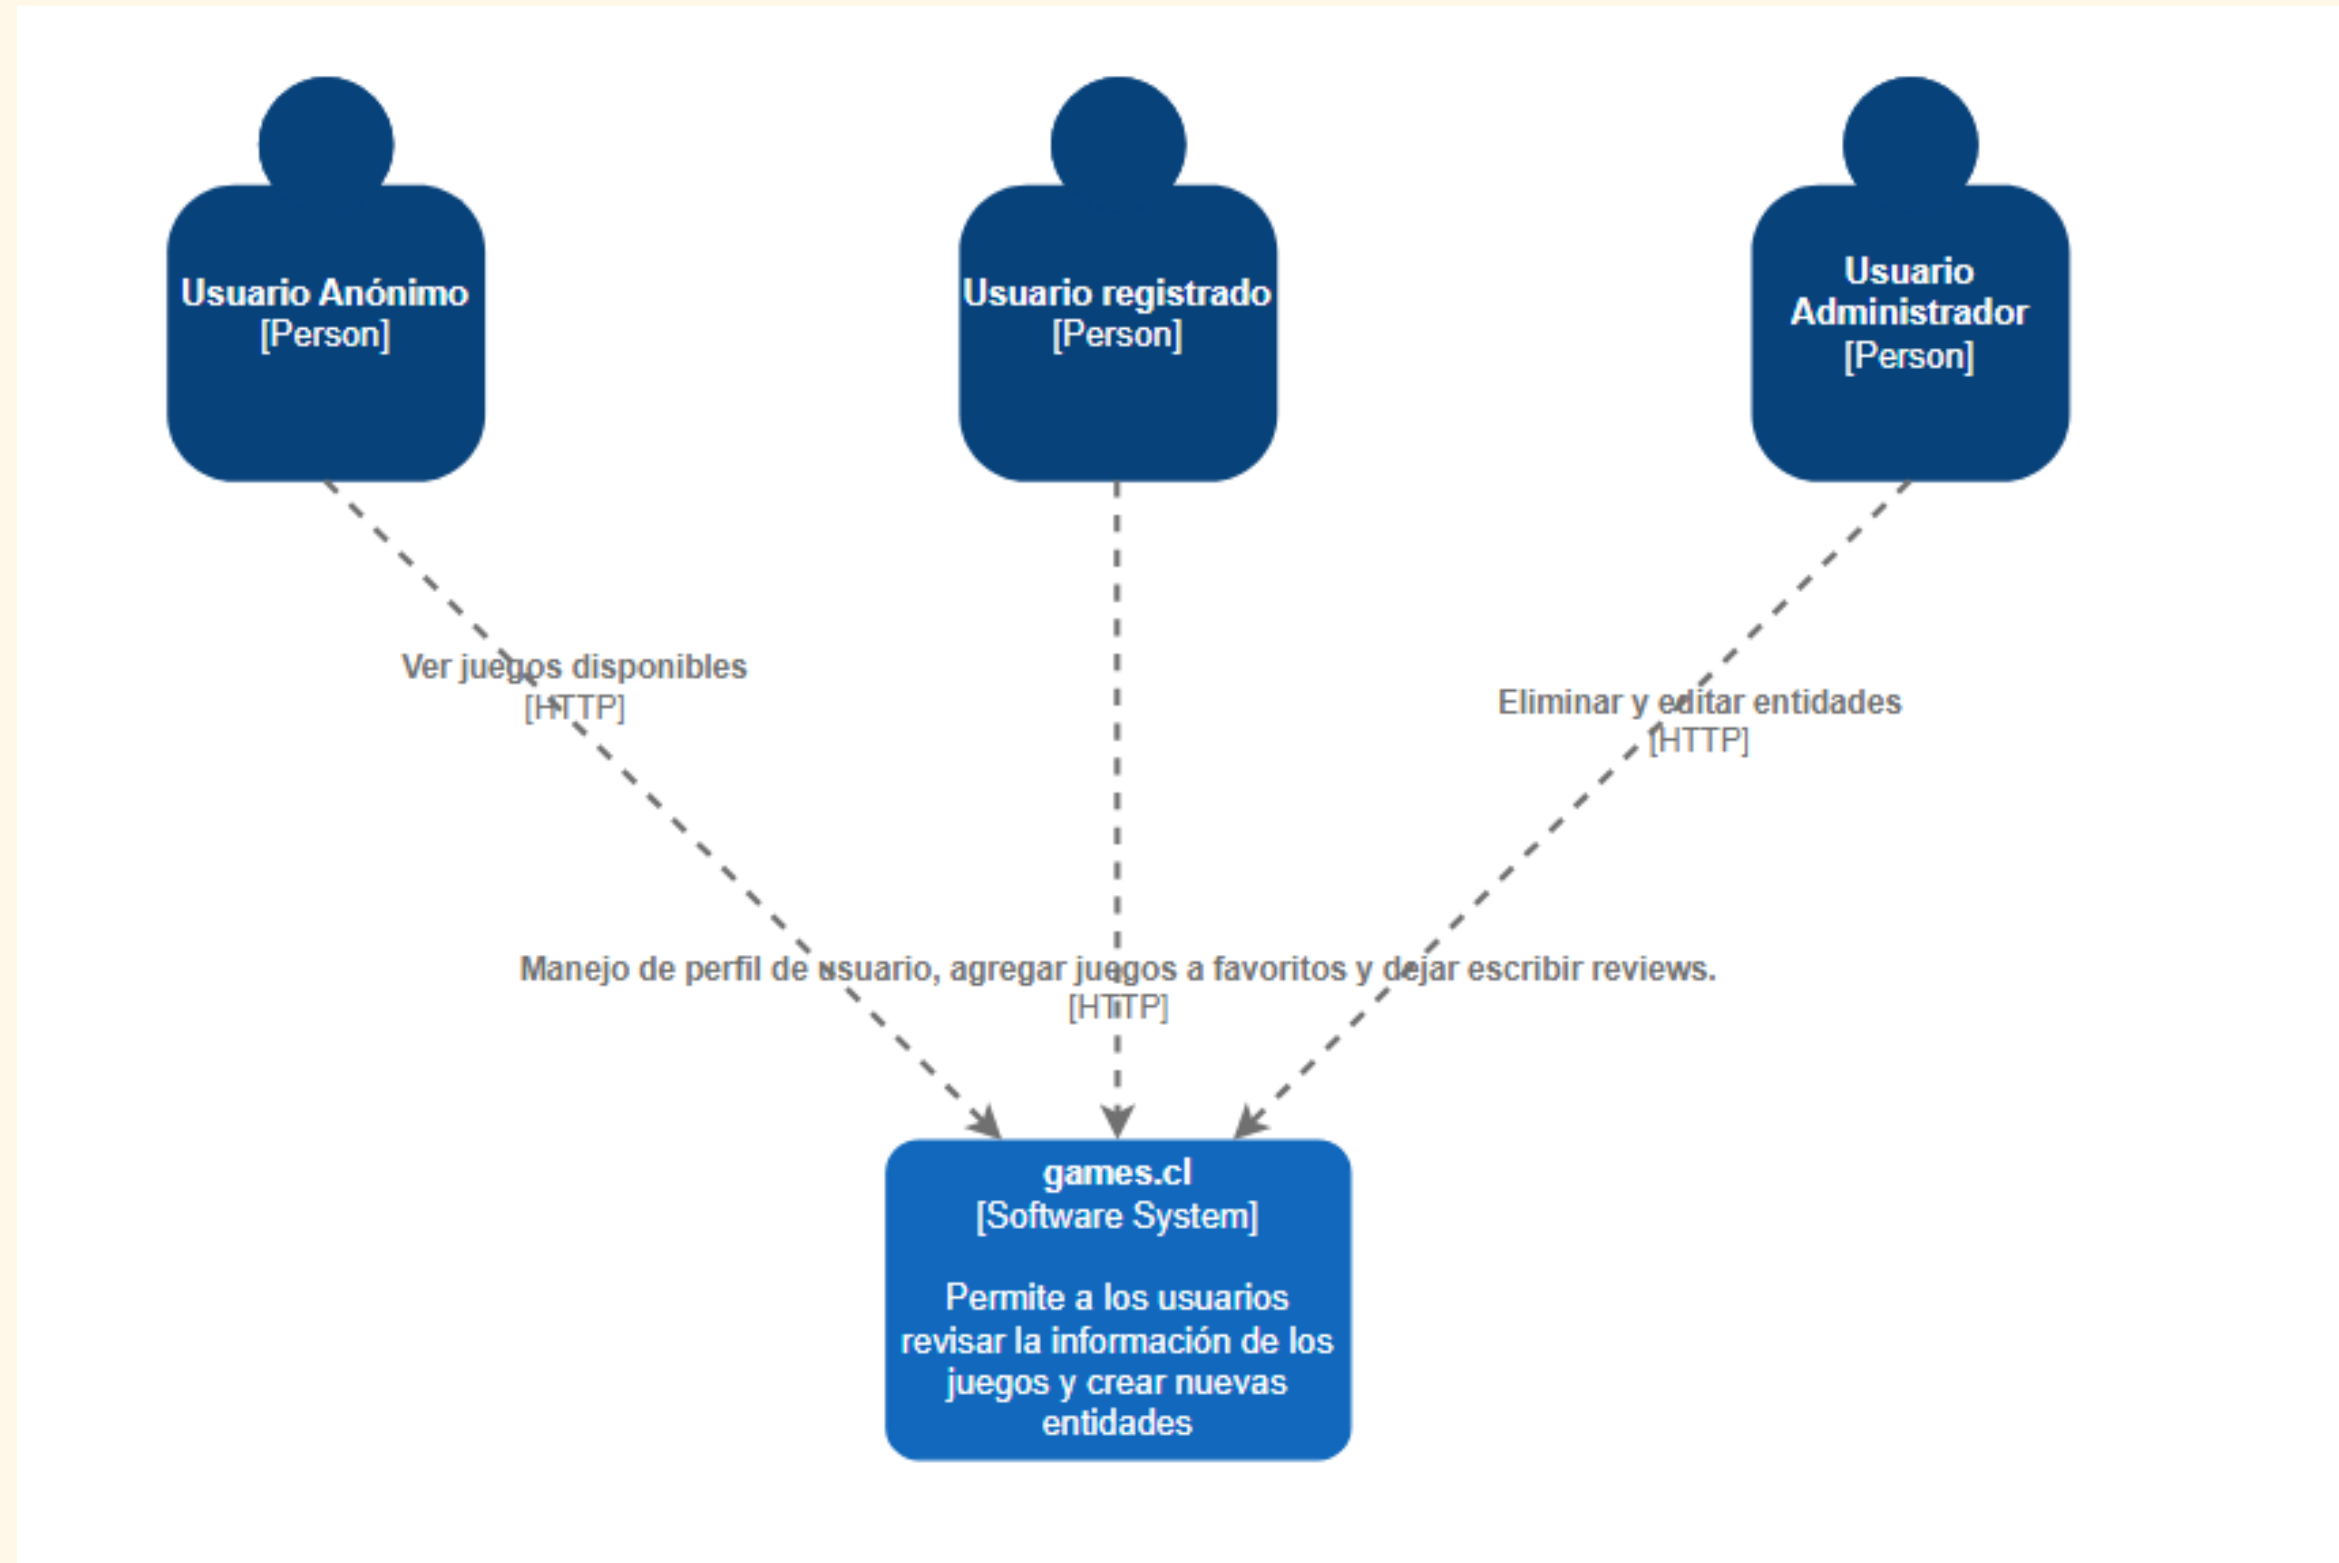 Usuario Anónimo
[Person]
Usuario registrado
[Person]
Usuario
Administrador
[Person]
Ver juegos disponibles
[HTTP]
Eliminar y editar entidades
[HTTP]
Manejo de perfil de usuario, agregar juegos a favoritos y dejar escribir reviews.
[HTTP]
games.cl
[Software System]
Permite a los usuarios
revisar la información de los
juegos y crear nuevas
entidades